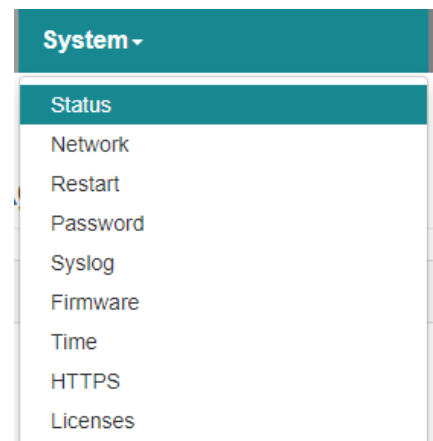 System
Status
Network
Restart
Password
Syslog
Firmware
Time
HTTPS
Licenses